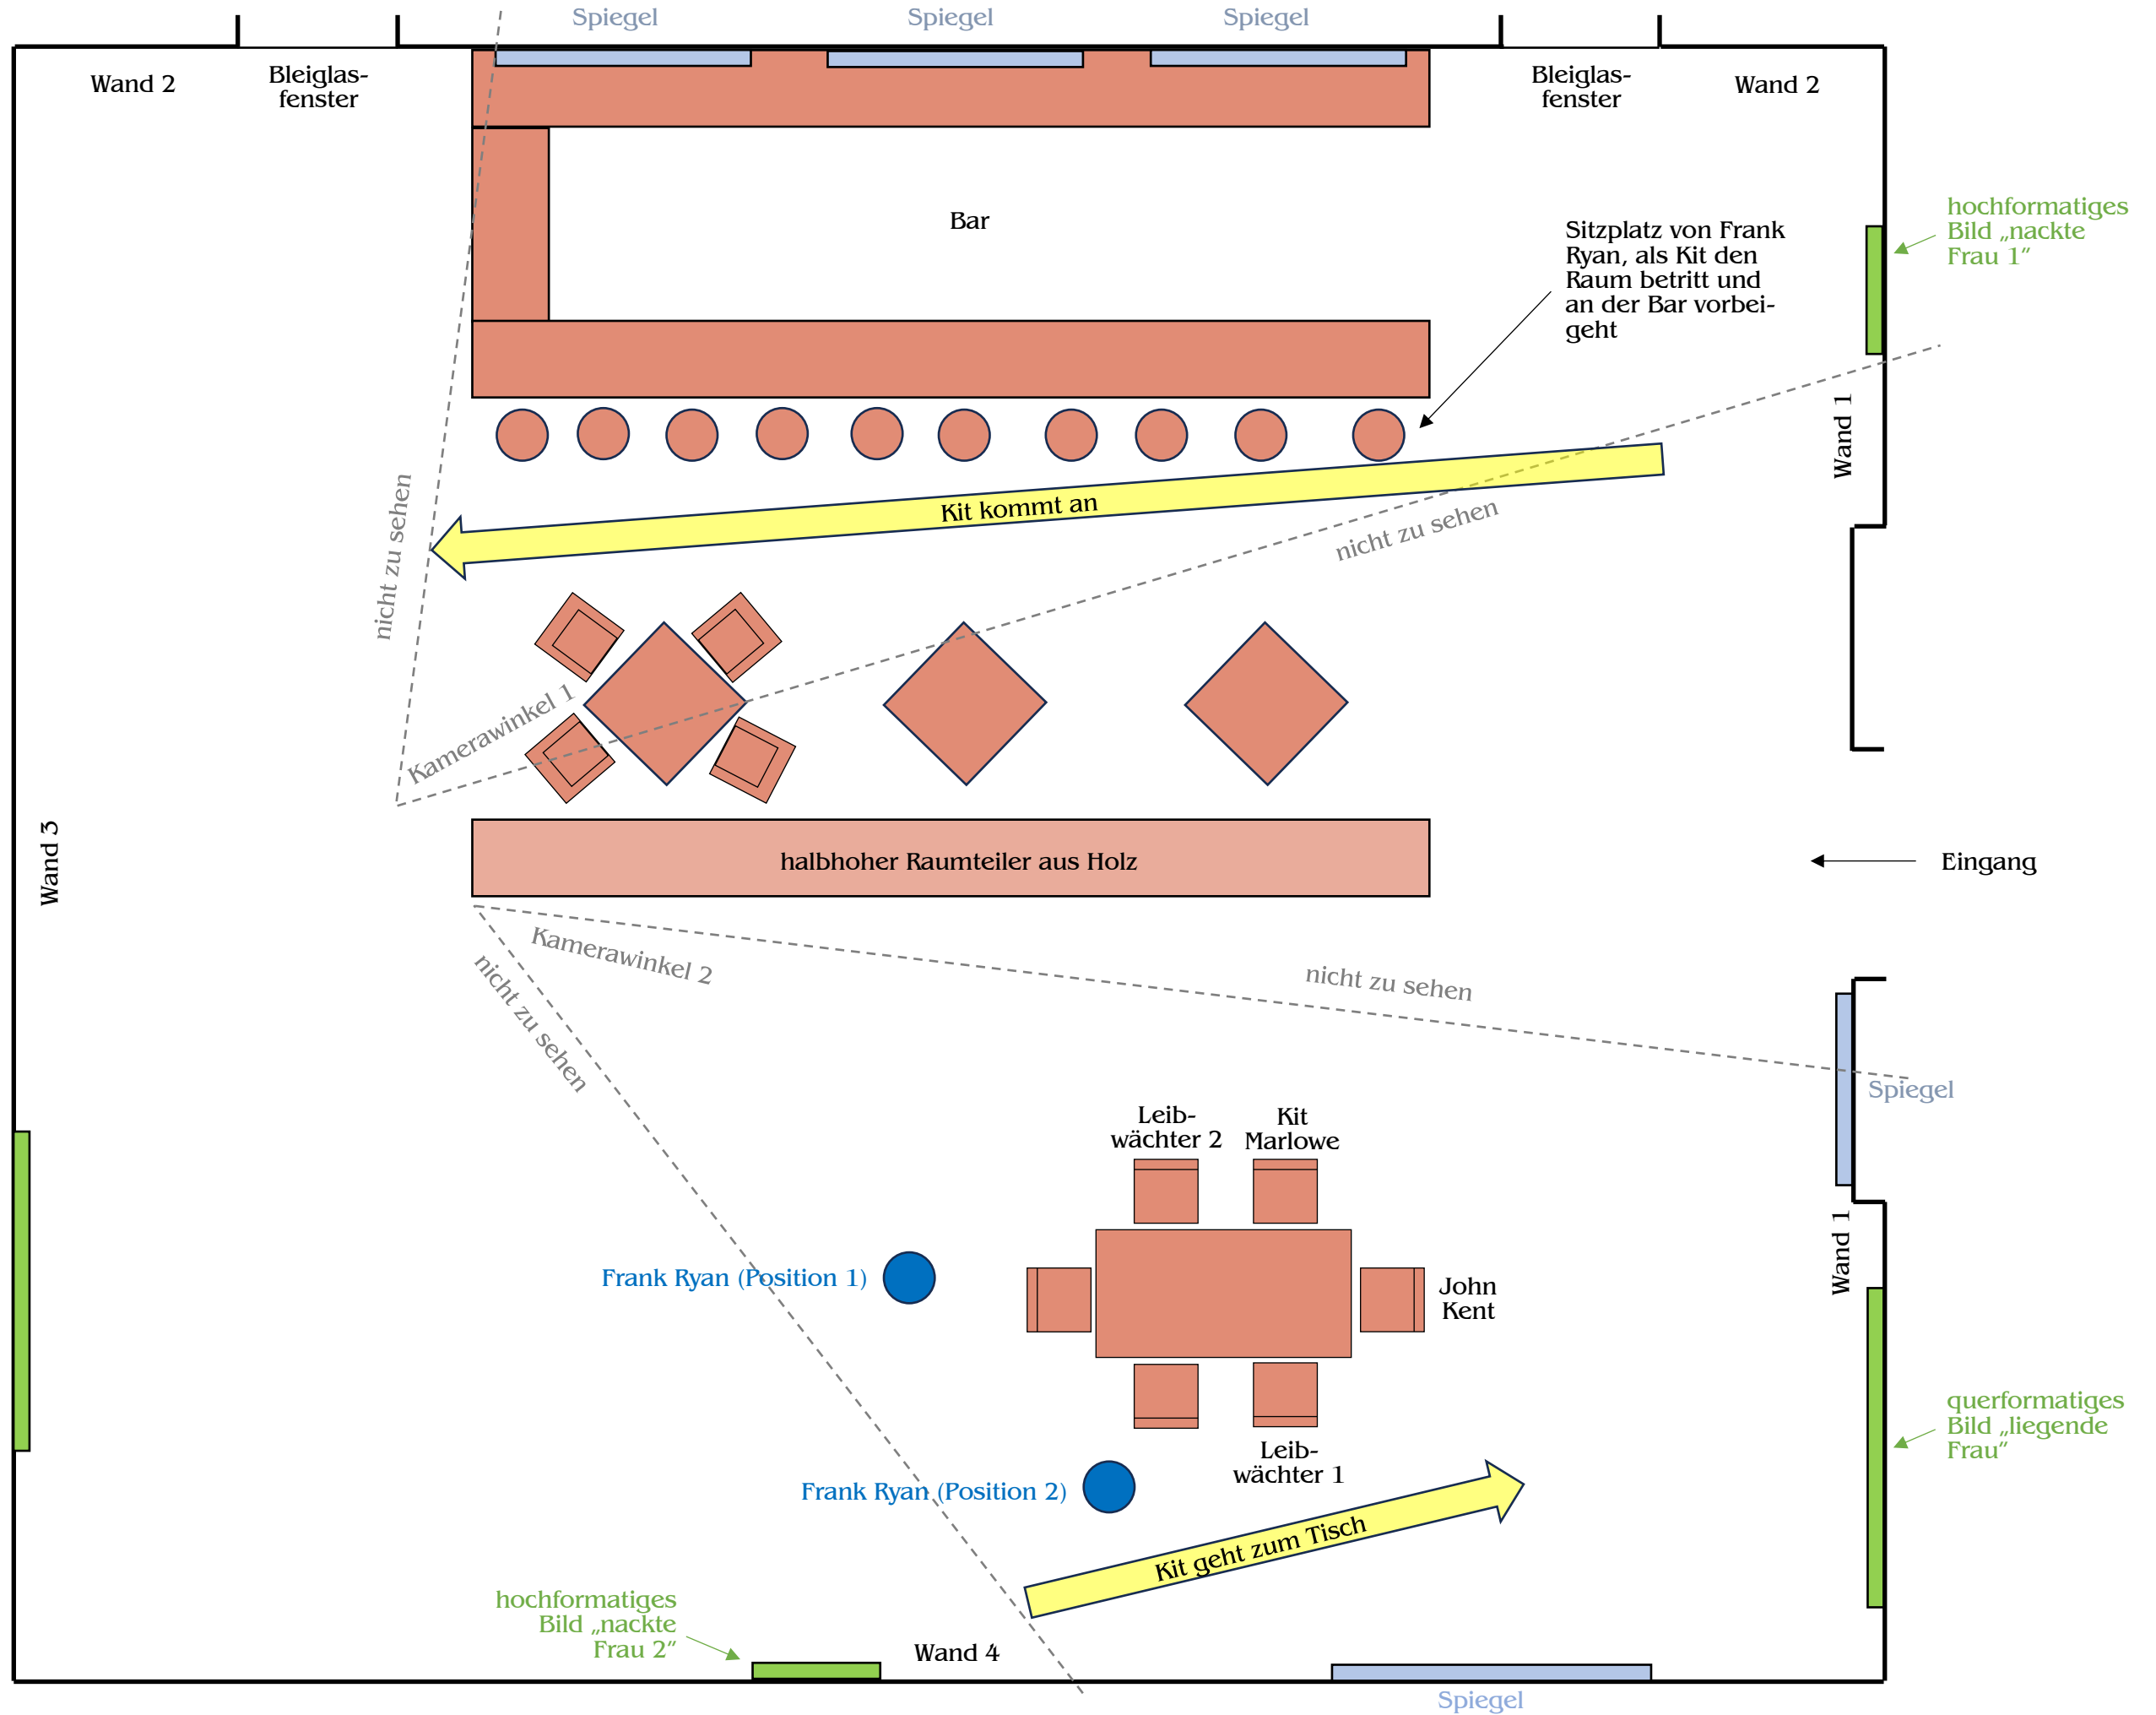 Spiegel
Spiegel
Spiegel
Wand 2
Bleiglas-
fenster
Bleiglas-
fenster
Wand 2
hochformatiges
Bild „nackte
Frau 1“
Bar
Sitzplatz von Frank
Ryan, als Kit den
Raum betritt und
an der Bar vorbei-
geht
Wand 1
nicht zu sehen
Kit kommt an
nicht zu sehen
Kamerawinkel 1
Wand 3
halbhoher Raumteiler aus Holz
Eingang
Kamerawinkel 2
nicht zu sehen
nicht zu sehen
Spiegel
Leib-
wächter 2
Kit
Marlowe
Wand 1
Frank Ryan (Position 1)
John
Kent
querformatiges
Bild „liegende
Frau“
Leib-
wächter 1
Frank Ryan (Position 2)
Kit geht zum Tisch
hochformatiges
Bild „nackte
Frau 2“
Wand 4
Spiegel